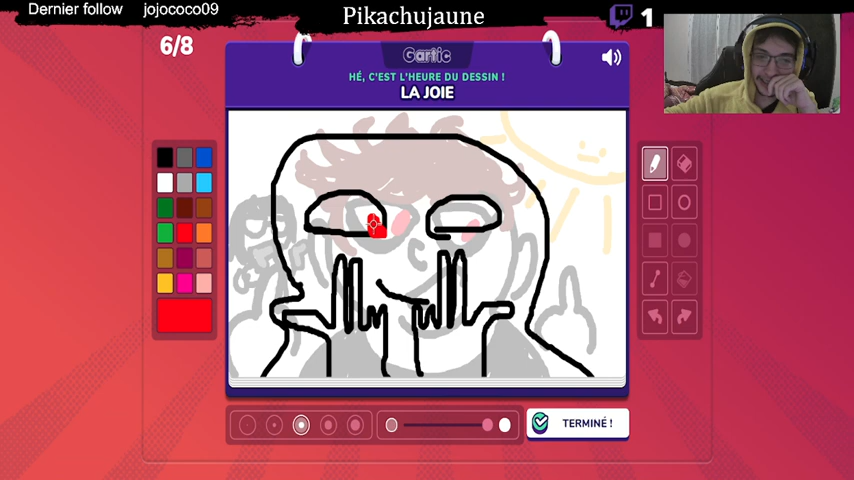 Dernier follow jojococo09
Pikachujaune
1
6/8
Gartic
HÉ, C'EST L'HEURE DU DESSIN !
LA JOIE
TERMINÉ !